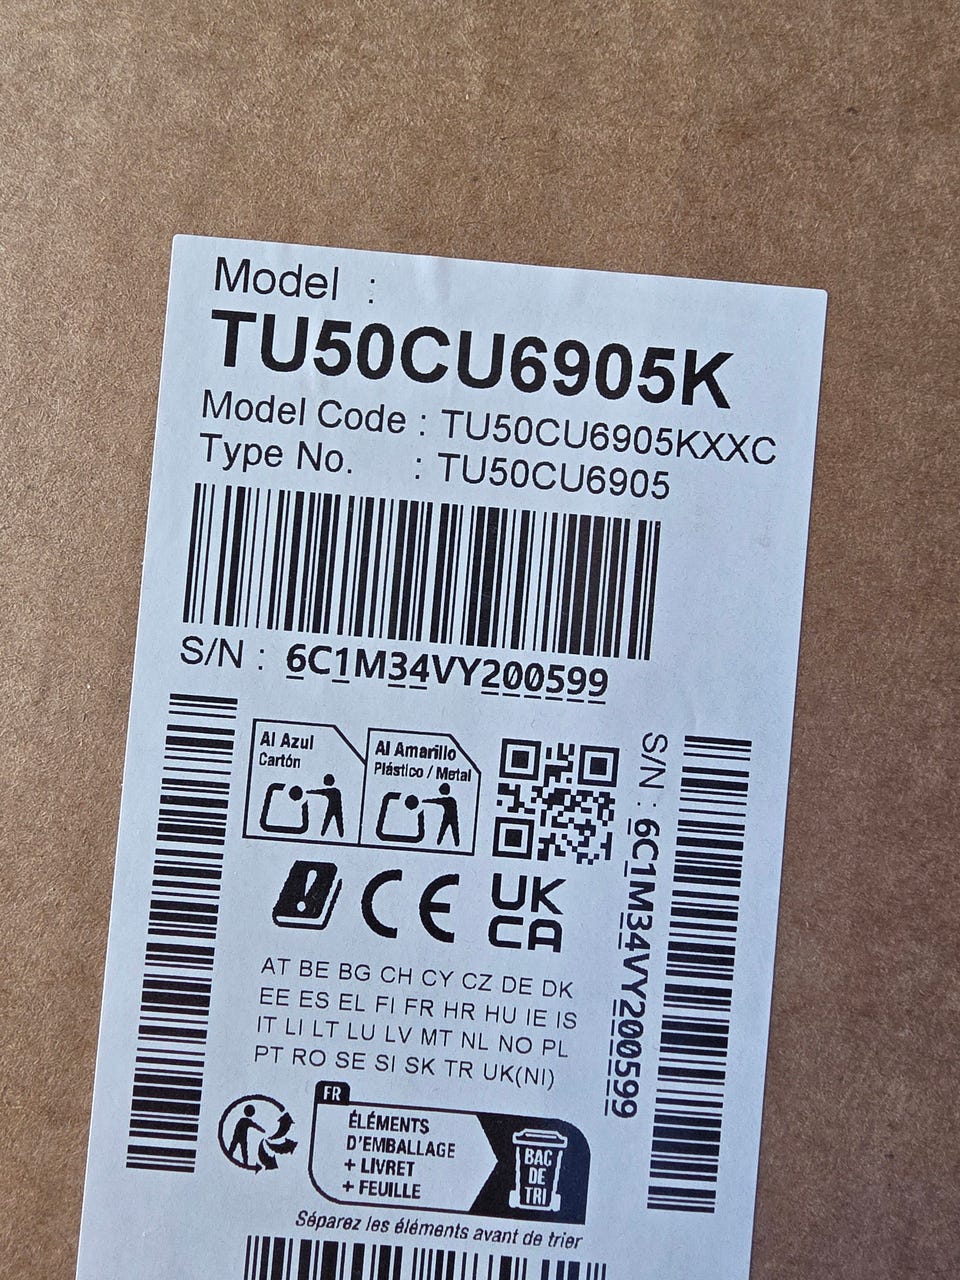 Model :
TU50CU6905K
Model Code : TU50CU6905KXXC
Type No. : TU50CU6905
S/N : 6C1M34VY200599
Al Azul
Cartón
Al Amarillo
Plástico / Metal
S/N : 6C1M34VY200599
CE
UK
CA
AT BE BG CH CY CZ DE DK
EE ES EL FI FR HR HU IE IS
IT LI LT LU LV MT NL NO PL
PT RO SE SI SK TR UK(NI)
FR
ÉLÉMENTS
D'EMBALLAGE
+ LIVRET
+ FEUILLE
BAC
DE
TRI
Séparez les éléments avant de trier